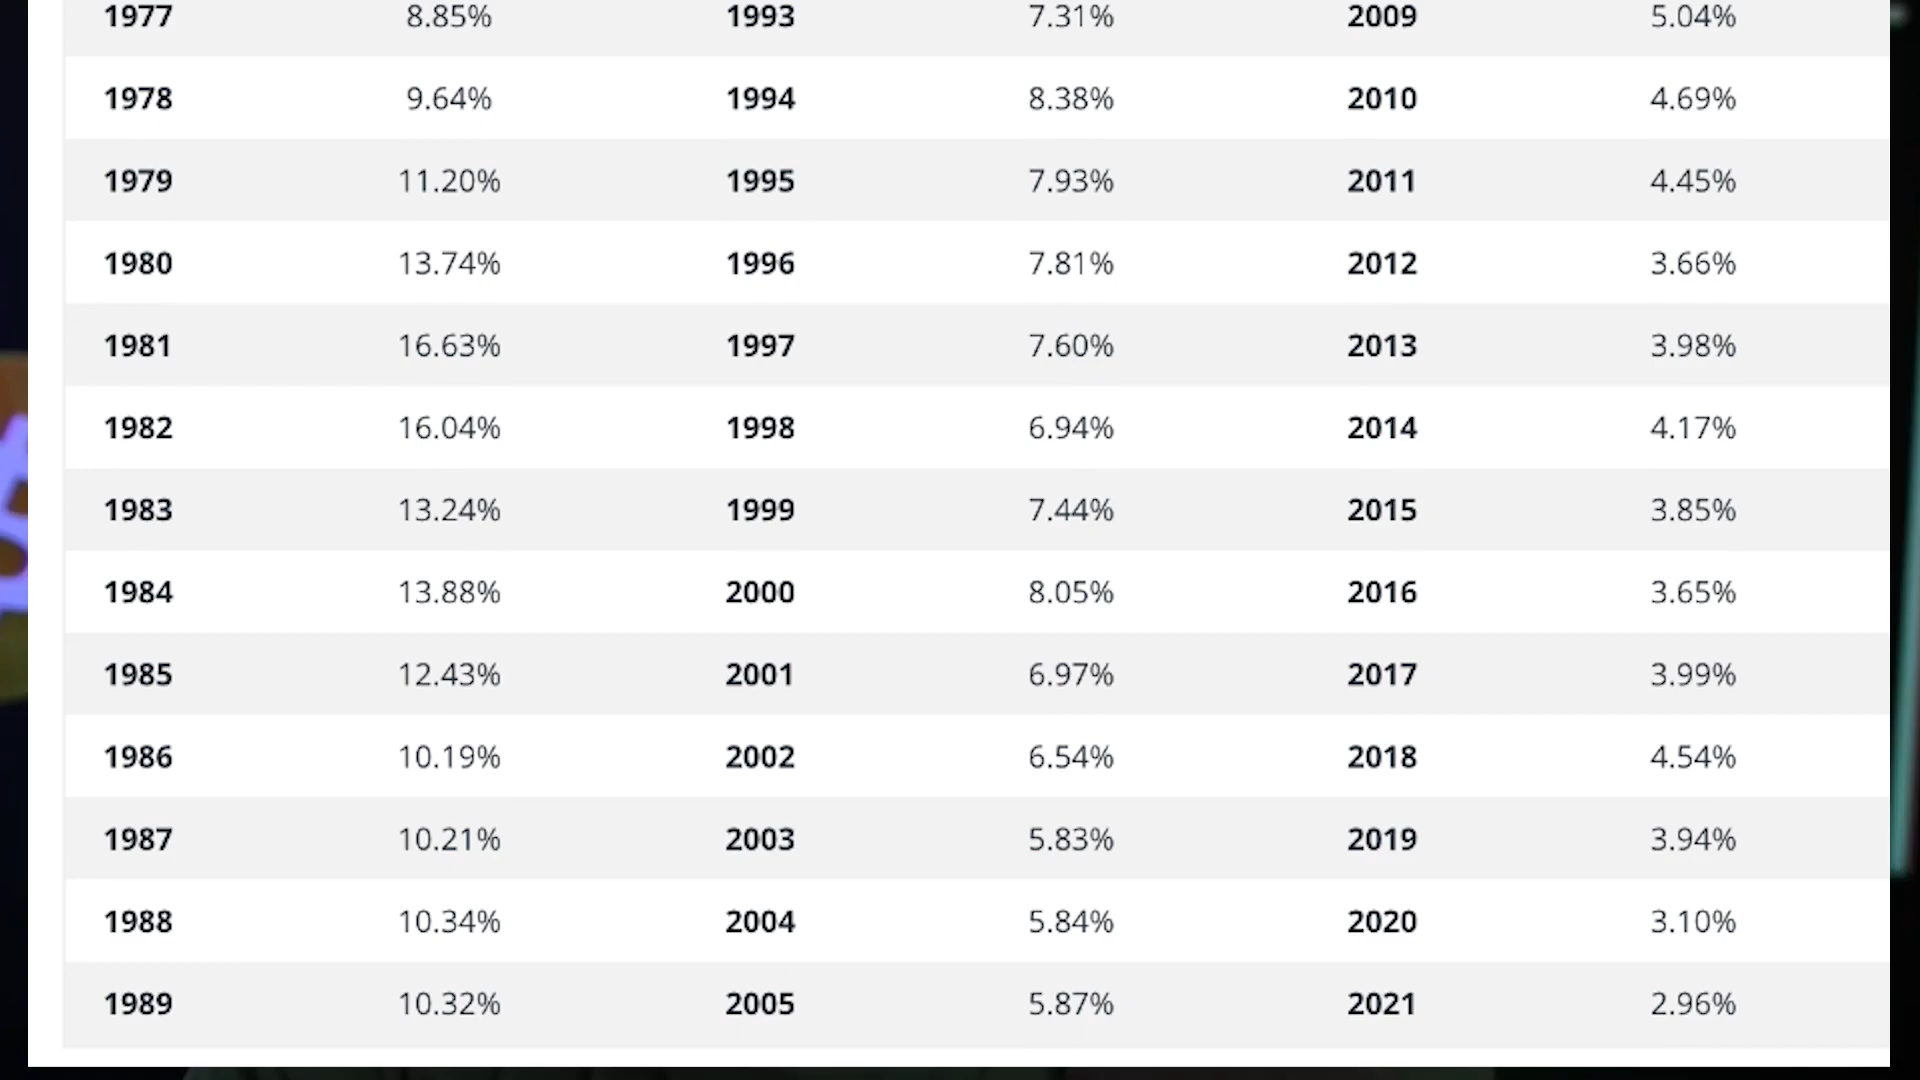 1977 8.85% 1993 7.31% 2009 5.04%
1978 9.64% 1994 8.38% 2010 4.69%
1979 11.20% 1995 7.93% 2011 4.45%
1980 13.74% 1996 7.81% 2012 3.66%
1981 16.63% 1997 7.60% 2013 3.98%
1982 16.04% 1998 6.94% 2014 4.17%
1983 13.24% 1999 7.44% 2015 3.85%
1984 13.88% 2000 8.05% 2016 3.65%
1985 12.43% 2001 6.97% 2017 3.99%
1986 10.19% 2002 6.54% 2018 4.54%
1987 10.21% 2003 5.83% 2019 3.94%
1988 10.34% 2004 5.84% 2020 3.10%
1989 10.32% 2005 5.87% 2021 2.96%